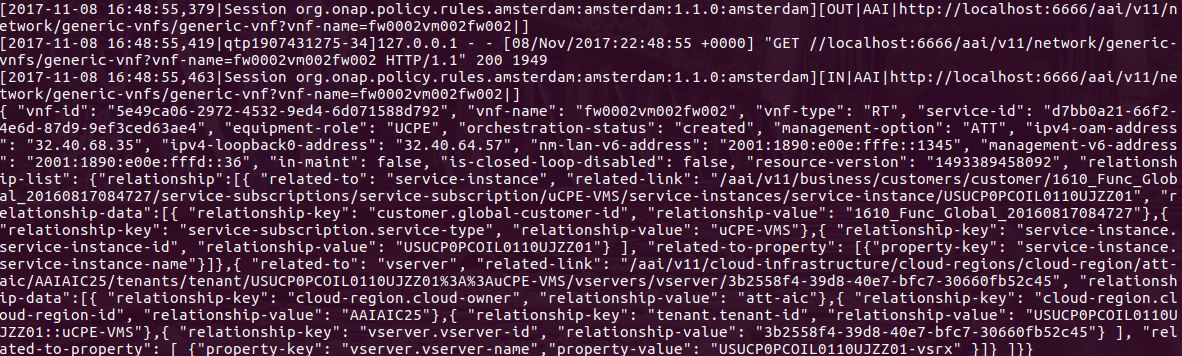 [2017-11-08 16:48:55,379|Session org.onap.policy.rules.amsterdam:amsterdam:1.1.0:amsterdam][OUT|AAI|http://localhost:6666/aai/v11/n
etwork/generic-vnfs/generic-vnf?vnf-name=fw0002vm002fw002|]
[2017-11-08 16:48:55,419|qtp1907431275-34]127.0.0.1 - - [08/Nov/2017:22:48:55 +0000] "GET //localhost:6666/aai/v11/network/generic-
vnfs/generic-vnf?vnf-name=fw0002vm002fw002 HTTP/1.1" 200 1949
[2017-11-08 16:48:55,463|Session org.onap.policy.rules.amsterdam:amsterdam:1.1.0:amsterdam][IN|AAI|http://localhost:6666/aai/v11/ne
twork/generic-vnfs/generic-vnf?vnf-name=fw0002vm002fw002|]
{ "vnf-id": "5e49ca06-2972-4532-9ed4-6d071588d792", "vnf-name": "fw0002vm002fw002", "vnf-type": "RT", "service-id": "d7bb0a21-66f2-
4e6d-87d9-9ef3ced63ae4", "equipment-role": "UCPE", "orchestration-status": "created", "management-option": "ATT", "ipv4-oam-address
": "32.40.68.35", "ipv4-loopback0-address": "32.40.64.57", "nm-lan-v6-address": "2001:1890:e00e:fffe::1345", "management-v6-address
": "2001:1890:e00e:fffd::36", "in-maint": false, "is-closed-loop-disabled": false, "resource-version": "1493389458092", "relations
hip-list": {"relationship":[{ "related-to": "service-instance", "related-link": "/aai/v11/business/customers/customer/1610_Func_Glob
al_20160817084727/service-subscriptions/service-subscription/uCPE-VMS/service-instances/service-instance/USUCP0PCOIL0110UJZZ01", "r
elationship-data":[{ "relationship-key": "customer.global-customer-id", "relationship-value": "1610_Func_Global_20160817084727"},{
"relationship-key": "service-subscription.service-type", "relationship-value": "uCPE-VMS"},{ "relationship-key": "service-instance.
service-instance-id", "relationship-value": "USUCP0PCOIL0110UJZZ01"} ], "related-to-property": [{"property-key": "service-instance.
service-instance-name"}]},{ "related-to": "vserver", "related-link": "/aai/v11/cloud-infrastructure/cloud-regions/cloud-region/att-
aic/AAIAIC25/tenants/tenant/USUCP0PCOIL0110UJZZ01%3A%3AuCPE-VMS/vservers/vserver/3b2558f4-39d8-40e7-bfc7-30660fb52c45", "relationsh
ip-data":[{ "relationship-key": "cloud-region.cloud-owner", "relationship-value": "att-aic"},{ "relationship-key": "cloud-region.cl
oud-region-id", "relationship-value": "AAIAIC25"},{ "relationship-key": "tenant.tenant-id", "relationship-value": "USUCP0PCOIL0110U
JZZ01::uCPE-VMS"},{ "relationship-key": "vserver.vserver-id", "relationship-value": "3b2558f4-39d8-40e7-bfc7-30660fb52c45"} ], "rel
ated-to-property": [ {"property-key": "vserver.vserver-name","property-value": "USUCP0PCOIL0110UJZZ01-vsrx" }]} ]}}